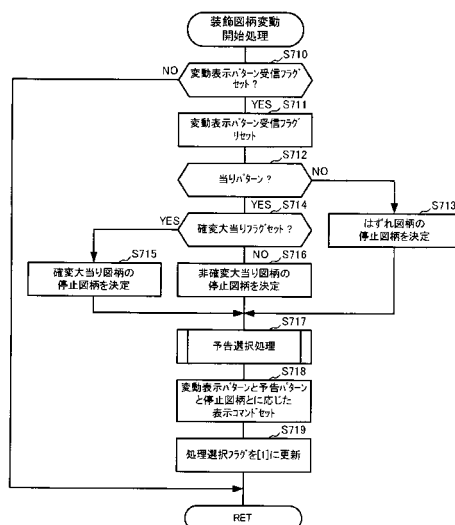 装飾図柄変動
開始処理
S710
NO
変動表示パターン受信フラグ
セット?
YES
S711
変動表示パターン受信フラグ
リセット
S712
当りパターン?
NO
YES
S714
S713
YES
確変大当りフラグセット?
はずれ図柄の
停止図柄を決定
S715
NO
S716
確変大当り図柄の
停止図柄を決定
非確変大当り図柄の
停止図柄を決定
S717
予告選択処理
S718
変動表示パターンと予告パターン
と停止図柄とに応じた
表示コマンドセット
S719
処理選択フラグを[1]に更新
RET